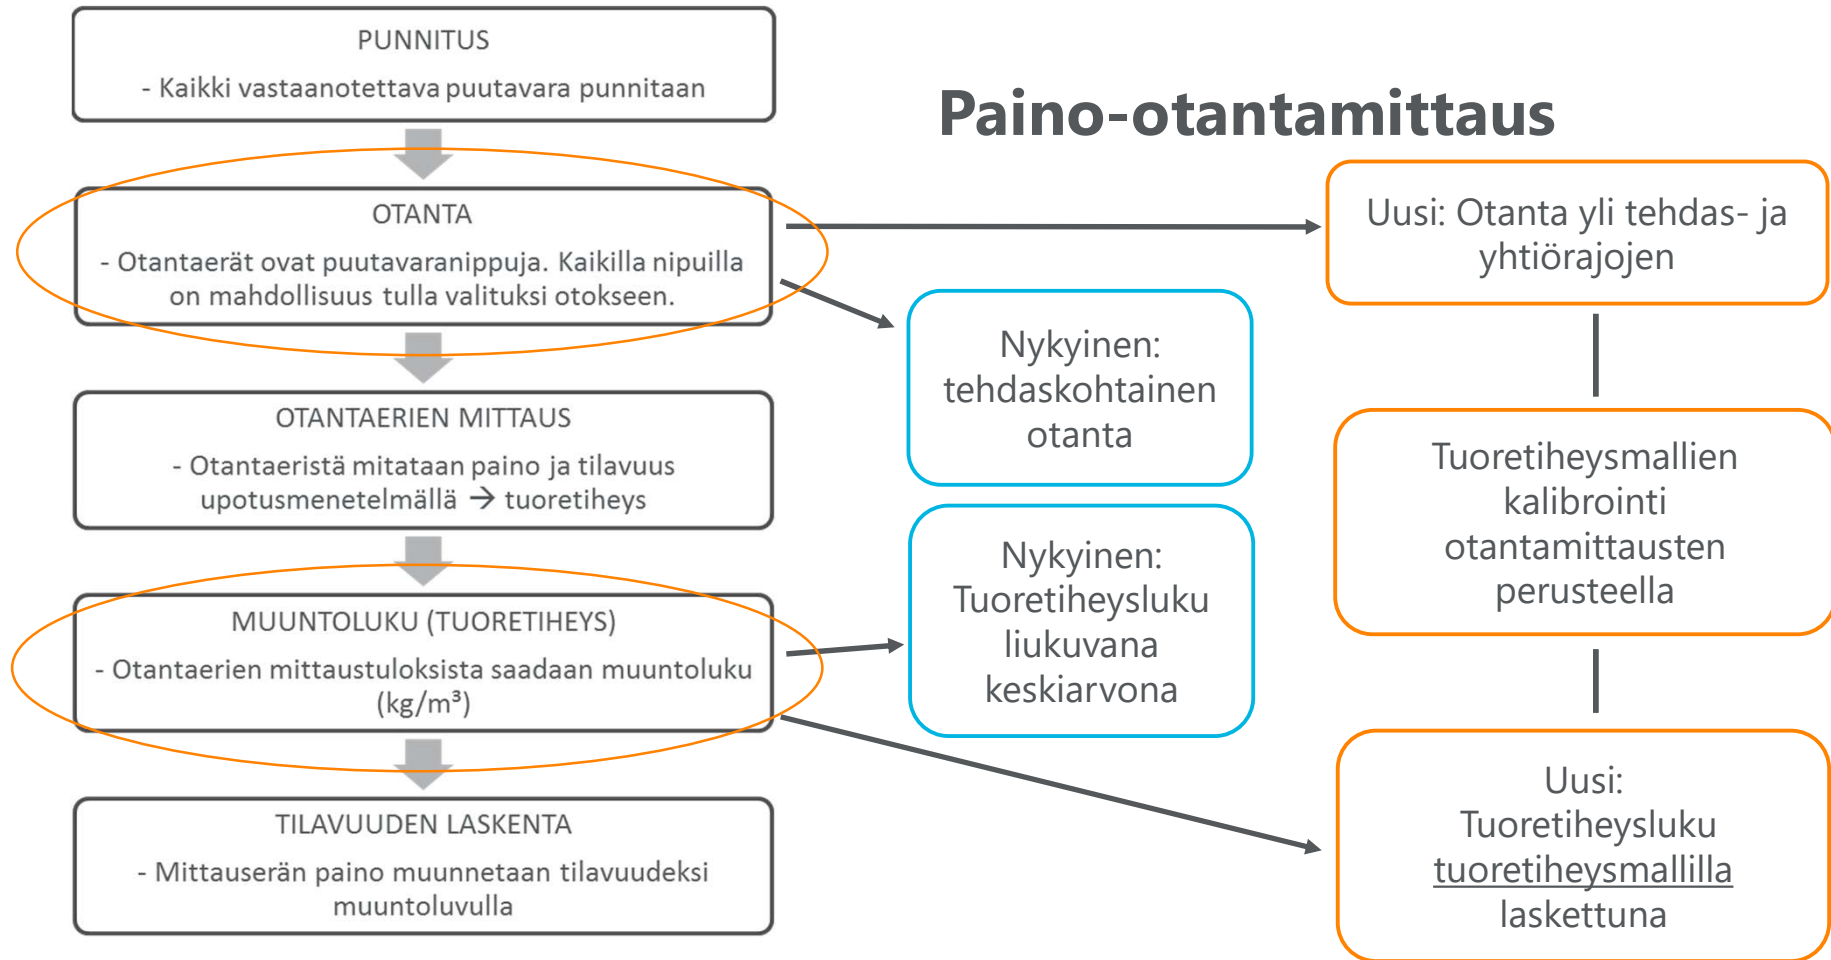 Paino-otantamittaus
PUNNITUS
- Kaikki vastaanotettava puutavara punnitaan
OTANTA
- Otantaerät ovat puutavaranippuja. Kaikilla nipuilla
on mahdollisuus tulla valituksi otokseen.
OTANTAERIEN MITTAUS
- Otantaeristä mitataan paino ja tilavuus
upotusmenetelmällä → tuoretiheys
MUUNTOLUKU (TUORETIHEYS)
- Otantaerien mittaustuloksista saadaan muuntoluku
(kg/m³)
TILAVUUDEN LASKENTA
- Mittauserän paino muunnetaan tilavuudeksi
muuntoluvulla
Nykyinen:
tehdaskohtainen
otanta
Nykyinen:
Tuoretiheysluku
liukuvana
keskiarvona
Uusi: Otanta yli tehdas- ja
yhtiörajojen
Tuoretiheysmallien
kalibrointi
otantamittausten
perusteella
Uusi:
Tuoretiheysluku
tuoretiheysmallilla
laskettuna